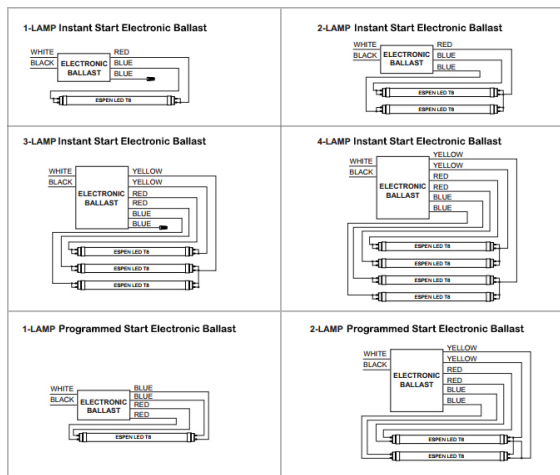 1-LAMP Instant Start Electronic Ballast
WHITE
BLACK
ELECTRONIC
BALLAST
RED
BLUE
BLUE
ESPEN LED T8
2-LAMP Instant Start Electronic Ballast
WHITE
BLACK
ELECTRONIC
BALLAST
RED
BLUE
BLUE
ESPEN LED T8
ESPEN LED T8
3-LAMP Instant Start Electronic Ballast
WHITE
BLACK
ELECTRONIC
BALLAST
YELLOW
YELLOW
RED
RED
BLUE
BLUE
ESPEN LED T8
ESPEN LED T8
ESPEN LED T8
4-LAMP Instant Start Electronic Ballast
WHITE
BLACK
ELECTRONIC
BALLAST
YELLOW
YELLOW
RED
RED
BLUE
BLUE
ESPEN LED T8
ESPEN LED T8
ESPEN LED T8
ESPEN LED T8
1-LAMP Programmed Start Electronic Ballast
WHITE
BLACK
ELECTRONIC
BALLAST
BLUE
BLUE
RED
RED
ESPEN LED T8
2-LAMP Programmed Start Electronic Ballast
WHITE
BLACK
ELECTRONIC
BALLAST
YELLOW
YELLOW
RED
RED
BLUE
BLUE
ESPEN LED T8
ESPEN LED T8